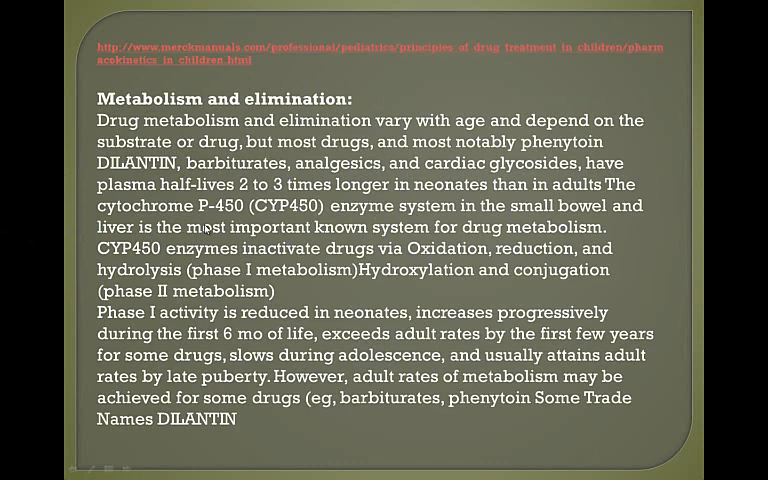 http://www.merckmanuals.com/professional/pediatrics/principles_of_drug_treatment_in_children/pharm
acokinetics_in_children.html
Metabolism and elimination:
Drug metabolism and elimination vary with age and depend on the
substrate or drug, but most drugs, and most notably phenytoin
DILANTIN, barbiturates, analgesics, and cardiac glycosides, have
plasma half-lives 2 to 3 times longer in neonates than in adults The
cytochrome P-450 (CYP450) enzyme system in the small bowel and
liver is the most important known system for drug metabolism.
CYP450 enzymes inactivate drugs via Oxidation, reduction, and
hydrolysis (phase I metabolism)Hydroxylation and conjugation
(phase II metabolism)
Phase I activity is reduced in neonates, increases progressively
during the first 6 mo of life, exceeds adult rates by the first few years
for some drugs, slows during adolescence, and usually attains adult
rates by late puberty. However, adult rates of metabolism may be
achieved for some drugs (eg, barbiturates, phenytoin Some Trade
Names DILANTIN